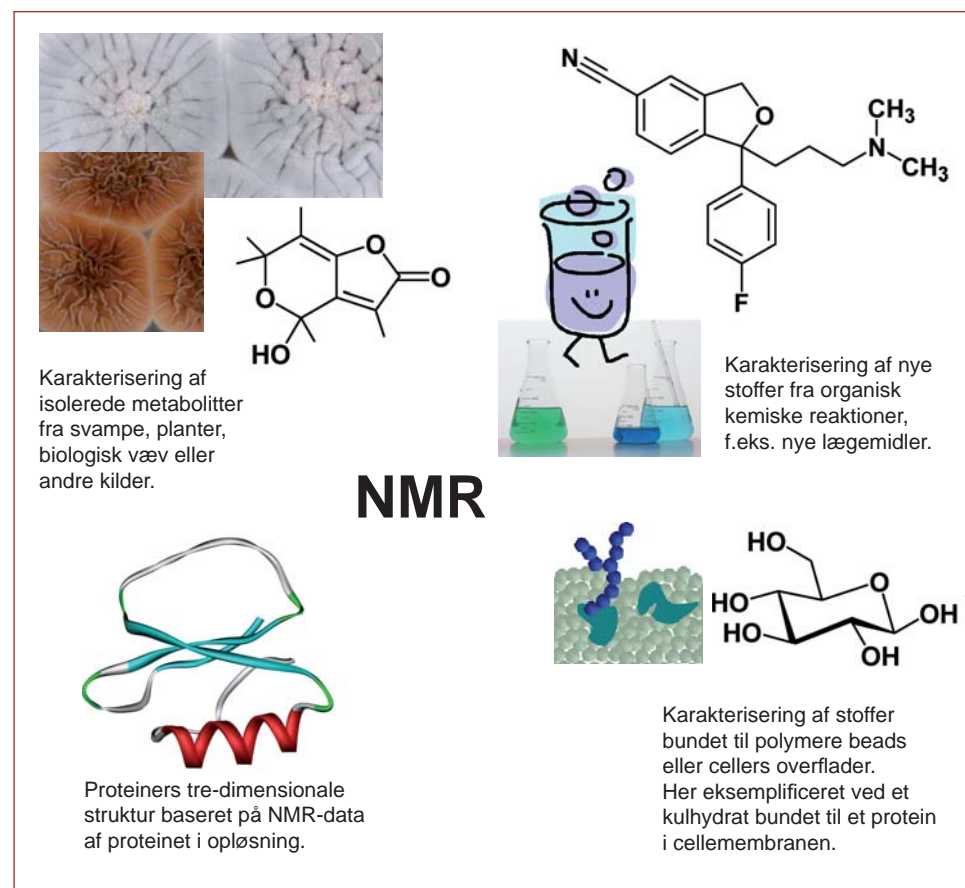 N
O
N
CH3
CH3
F
O
O
O
HO
Karakterisering af
isolerede metabolitter
fra svampe, planter,
biologisk væv eller
andre kilder.
Karakterisering af nye
stoffer fra organisk
kemiske reaktioner,
f.eks. nye lægemidler.
NMR
HO
O
HO
HO
OH
OH
Proteiners tre-dimensionale
struktur baseret på NMR-data
af proteinet i opløsning.
Karakterisering af stoffer
bundet til polymere beads
eller cellers overflader.
Her eksemplificeret ved et
kulhydrat bundet til et protein
i cellemembranen.